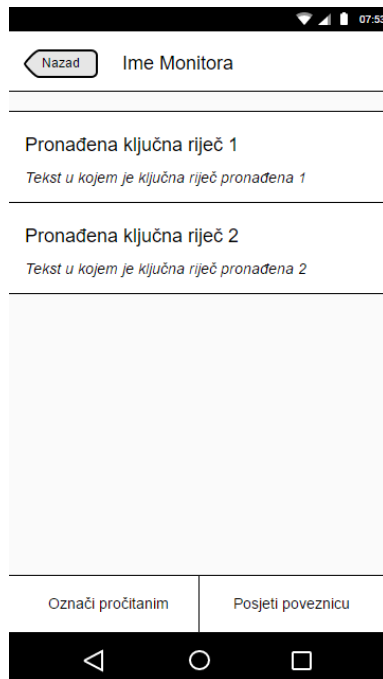 07:53
Nazad
Ime Monitora
Pronađena ključna riječ 1
Tekst u kojem je ključna riječ pronađena 1
Pronađena ključna riječ 2
Tekst u kojem je ključna riječ pronađena 2
Označi pročitanim
Posjeti poveznicu